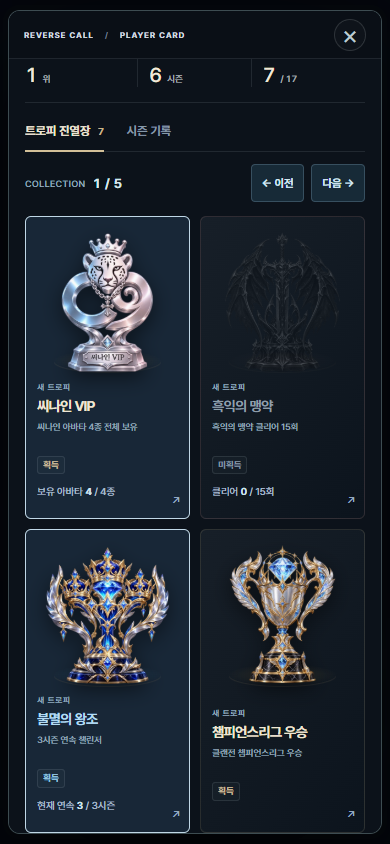 REVERSE CALL / PLAYER CARD
1 위
6 시즌
7 / 17
트로피 진열장 7
시즌 기록
COLLECTION 1 / 5
← 이전
다음 →
씨나인 VIP
새 트로피
씨나인 VIP
씨나인 아바타 4종 전체 보유
획득
보유 아바타 4 / 4종
↗
새 트로피
흑익의 맹약
흑익의 맹약 클리어 15회
미획득
클리어 0 / 15회
↗
새 트로피
불멸의 왕조
3시즌 연속 챌린저
획득
현재 연속 3 / 3시즌
↗
새 트로피
챔피언스리그 우승
클랜전 챔피언스리그 우승
획득
↗